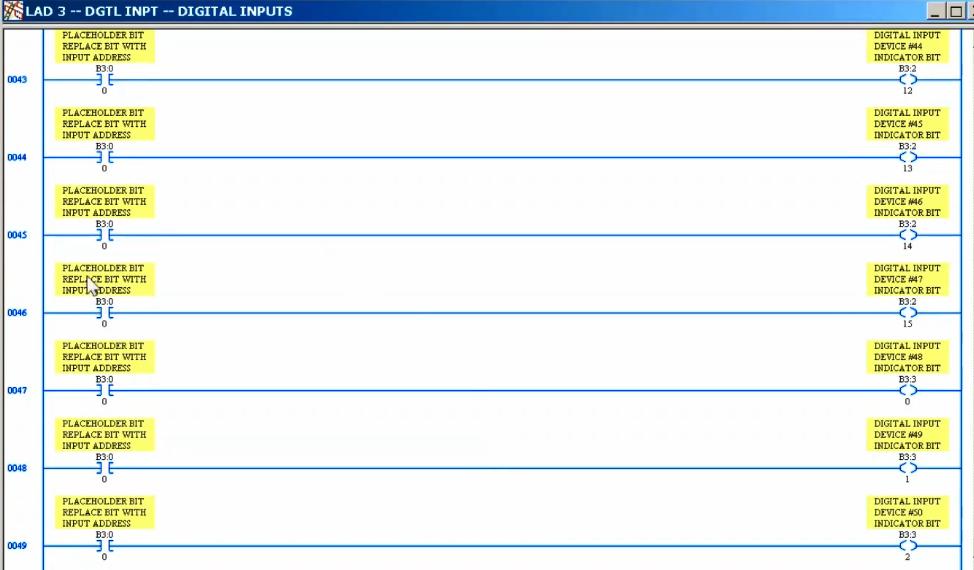 LAD 3 -- DGTL INPT -- DIGITAL INPUTS
PLACEHOLDER BIT
REPLACE BIT WITH
INPUT ADDRESS
B3:0
0
0043
DIGITAL INPUT
DEVICE #44
INDICATOR BIT
B3:2
12
PLACEHOLDER BIT
REPLACE BIT WITH
INPUT ADDRESS
B3:0
0
0044
DIGITAL INPUT
DEVICE #45
INDICATOR BIT
B3:2
13
PLACEHOLDER BIT
REPLACE BIT WITH
INPUT ADDRESS
B3:0
0
0045
DIGITAL INPUT
DEVICE #46
INDICATOR BIT
B3:2
14
PLACEHOLDER BIT
REPLACE BIT WITH
INPUT ADDRESS
B3:0
0
0046
DIGITAL INPUT
DEVICE #47
INDICATOR BIT
B3:2
15
PLACEHOLDER BIT
REPLACE BIT WITH
INPUT ADDRESS
B3:0
0
0047
DIGITAL INPUT
DEVICE #48
INDICATOR BIT
B3:3
0
PLACEHOLDER BIT
REPLACE BIT WITH
INPUT ADDRESS
B3:0
0
0048
DIGITAL INPUT
DEVICE #49
INDICATOR BIT
B3:3
1
PLACEHOLDER BIT
REPLACE BIT WITH
INPUT ADDRESS
B3:0
0
0049
DIGITAL INPUT
DEVICE #50
INDICATOR BIT
B3:3
2